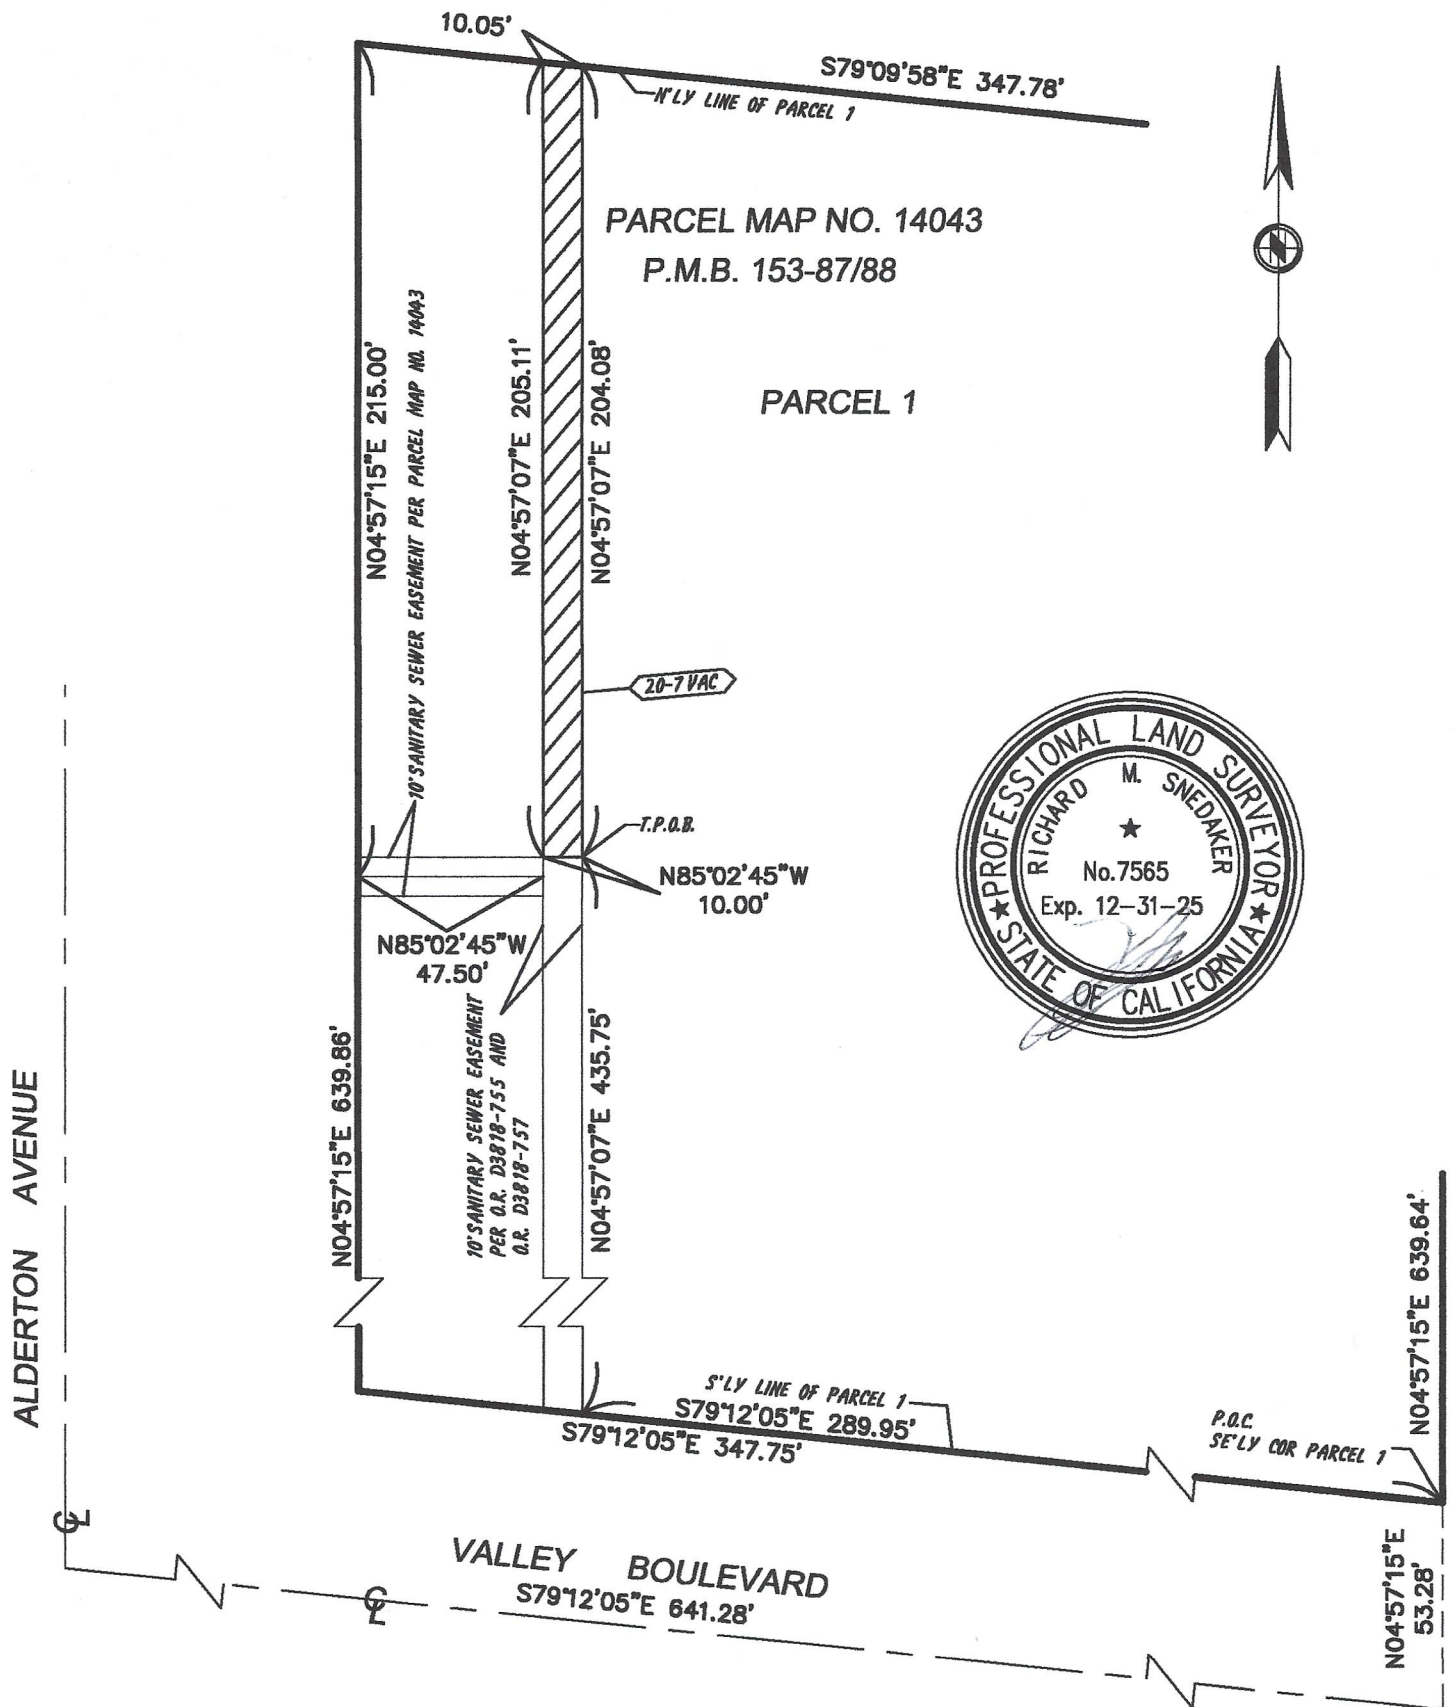 10.05'
S79°09'58"E 347.78'
N'LY LINE OF PARCEL 1
PARCEL MAP NO. 14043
P.M.B. 153-87/88
PARCEL 1
N04°57'15"E 215.00'
10' SANITARY SEWER EASEMENT PER PARCEL MAP NO. 14043
N04°57'07"E 205.11'
N04°57'07"E 204.08'
20-7 VAC
T.P.O.B.
N85°02'45"W
10.00'
N85°02'45"W
47.50'
PROFESSIONAL LAND SURVEYOR
RICHARD M. SNEDAKER
No.7565
Exp. 12-31-25
STATE OF CALIFORNIA
N04°57'15"E 639.86'
10' SANITARY SEWER EASEMENT
PER O.R. D3818-755 AND
O.R. D3818-757
N04°57'07"E 435.75'
ALDERTON AVENUE
S'LY LINE OF PARCEL 1
S79°12'05"E 289.95'
S79°12'05"E 347.75'
P.O.C.
SE'LY COR PARCEL 1
N04°57'15"E 639.64'
N04°57'15"E
53.28'
VALLEY BOULEVARD
S79°12'05"E 641.28'
CL
CL